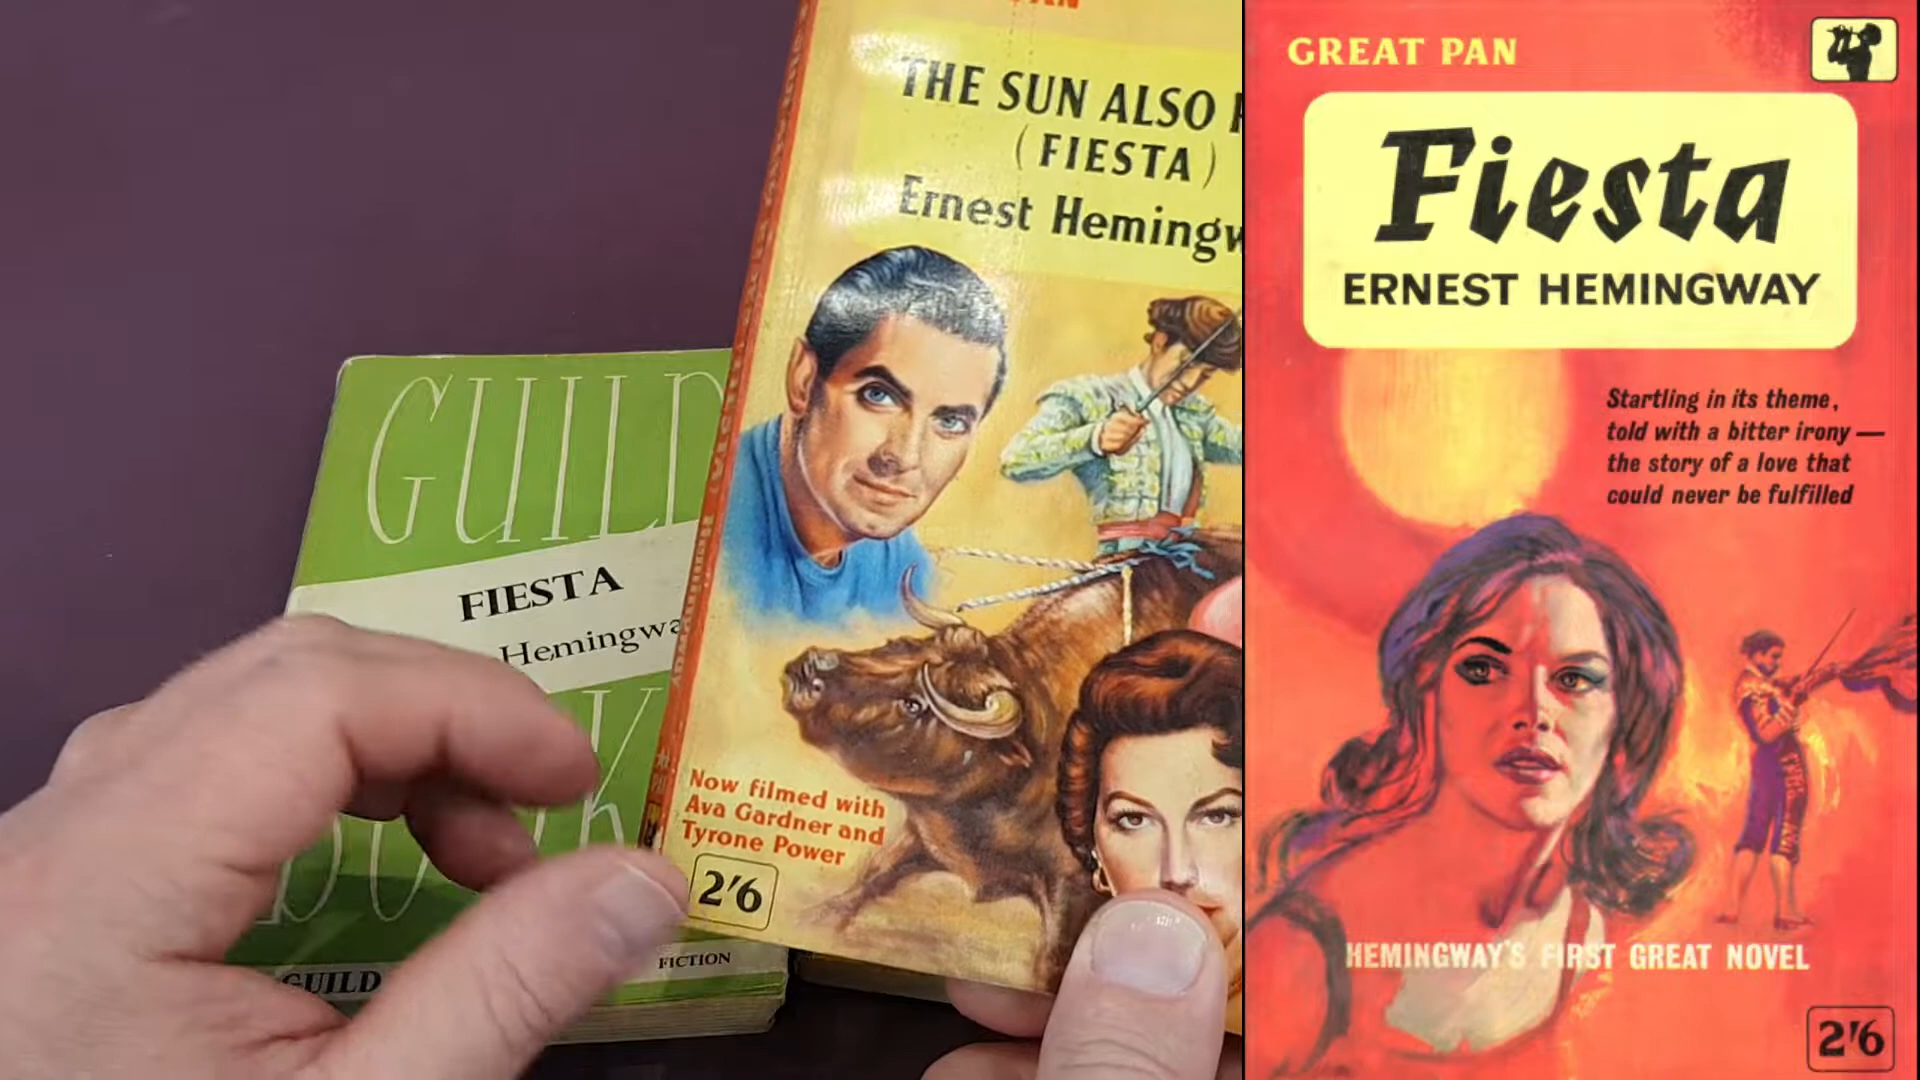 GUILD
FIESTA
Hemingwa
GUILD
FICTION
THE SUN ALSO
(FIESTA)
Ernest Hemingw
Now filmed with
Ava Gardner and
Tyrone Power
2'6
GREAT PAN
Fiesta
ERNEST HEMINGWAY
Startling in its theme,
told with a bitter irony —
the story of a love that
could never be fulfilled
HEMINGWAY'S FIRST GREAT NOVEL
2'6